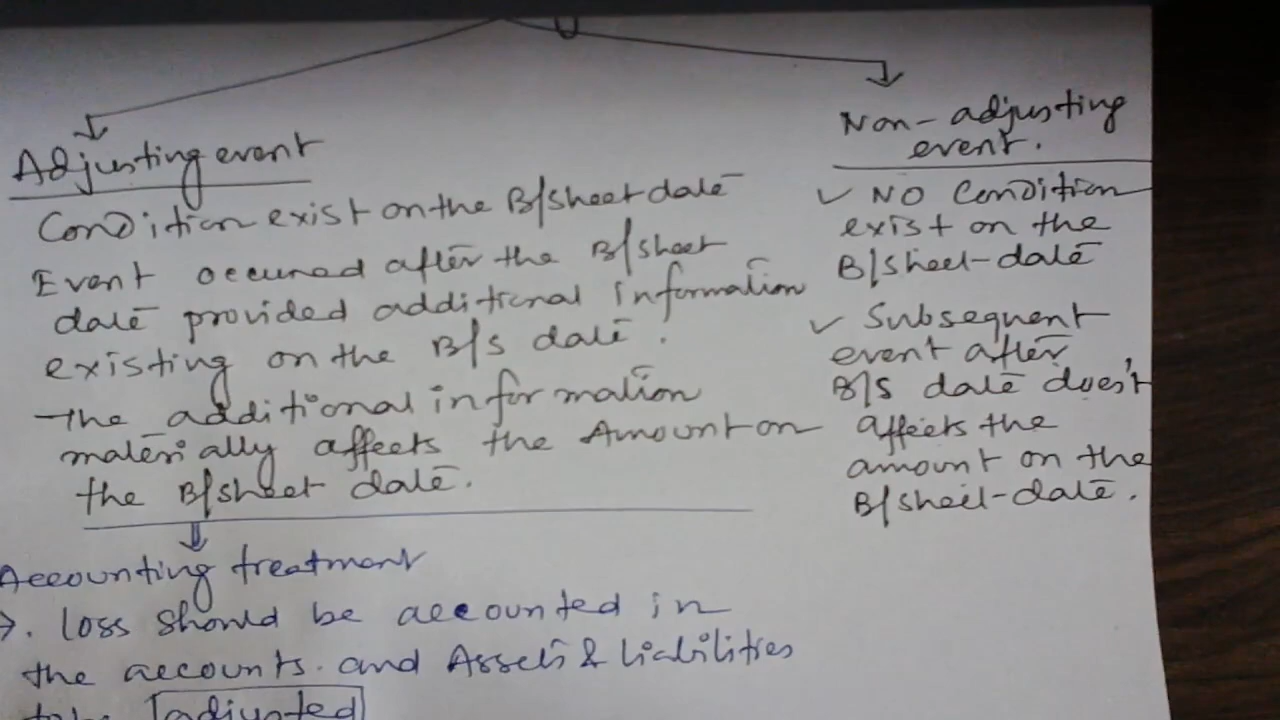 Adjusting event
Condition exist on the B/sheet date
Event occured after the B/sheet
date provided additional information
existing on the B/s date.
The additional information
materially affects the Amount on
the B/sheet date.
Accounting treatment
→. loss should be accounted in
the accounts. and Assets & liabilities
to be adjusted
Non-adjusting
event.
✓ NO Condition
exist on the
B/sheet-date
✓ Subsequent
event after
B/S date does't
affects the
amount on the
B/sheet-date.